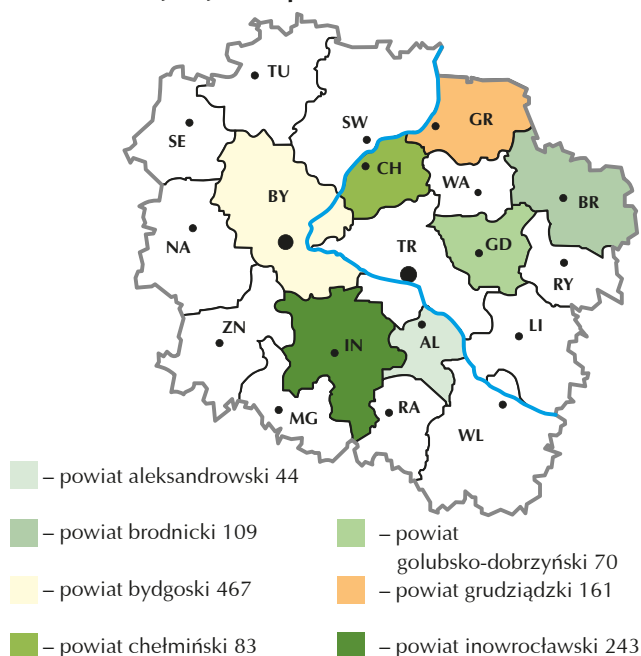 TU
SE
SW
GR
CH
BY
WA
BR
NA
TR
GD
RY
ZN
IN
AL
LI
MG
RA
WL
– powiat aleksandrowski 44
– powiat brodnicki 109
– powiat
golubsko-dobrzyński 70
– powiat bydgoski 467
– powiat grudziądzki 161
– powiat chełmiński 83
– powiat inowrocławski 243